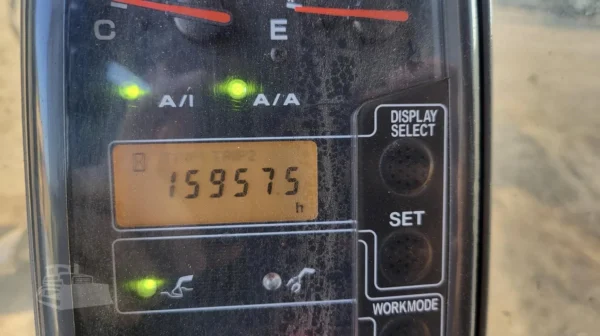 C E
A/I A/A
DISPLAY
SELECT
159575
h
SET
WORKMODE